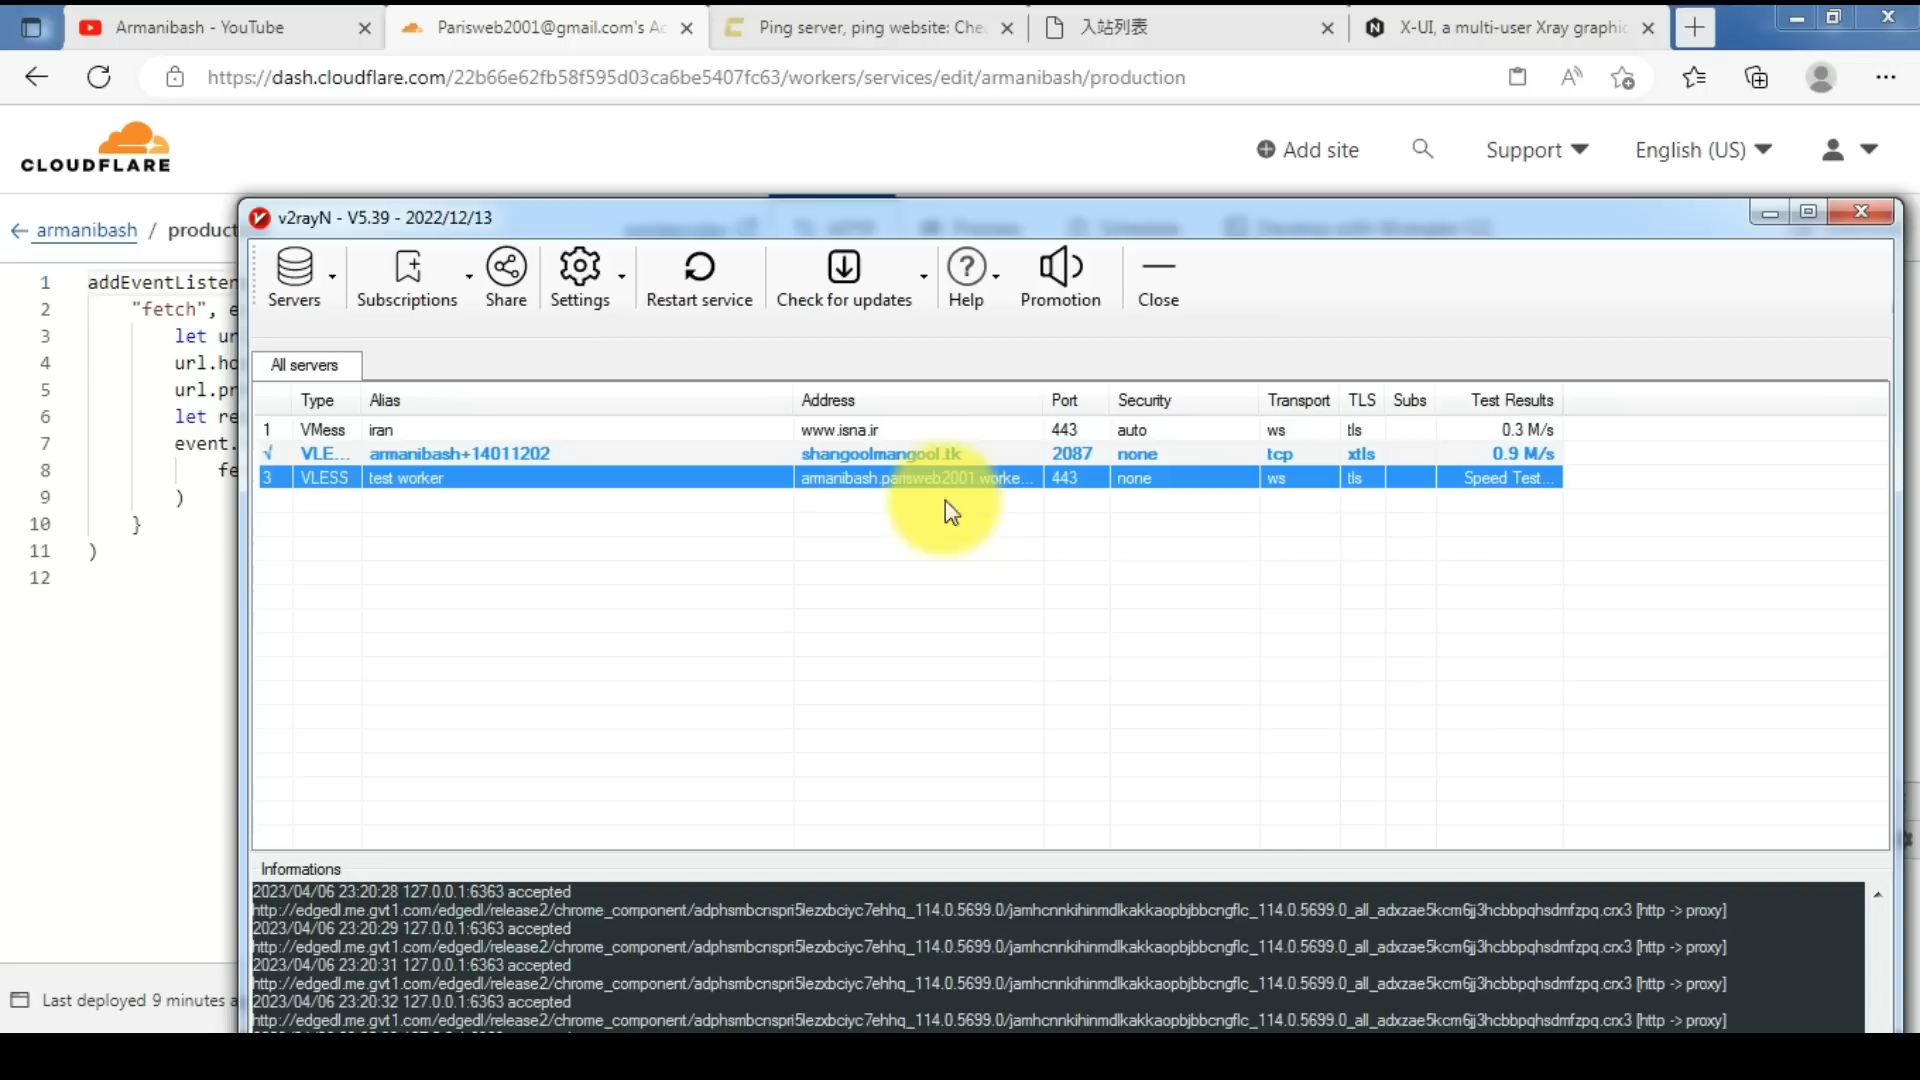 Armanibash - YouTube
Parisweb2001@gmail.com's Ac
Ping server, ping website: Che
入站列表
X-UI, a multi-user Xray graphic
https://dash.cloudflare.com/22b66e62fb58f595d03ca6be5407fc63/workers/services/edit/armanibash/production
CLOUDFLARE
Add site
Support
English (US)
armanibash / product
v2rayN - V5.39 - 2022/12/13
Servers
Subscriptions
Share
Settings
Restart service
Check for updates
Help
Promotion
Close
1 addEventListen
2 "fetch", e
3 let ur
4 url.ho
5 url.pr
6 let re
7 event.
8 fe
9 )
10 }
11 )
12
All servers
Type Alias Address Port Security Transport TLS Subs Test Results
1 VMess iran www.isna.ir 443 auto ws tls 0.3 M/s
√ VLE... armanibash+14011202 shangoolmangool.tk 2087 none tcp xtls 0.9 M/s
3 VLESS test worker armanibash.parisweb2001.worke... 443 none ws tls Speed Test...
Informations
2023/04/06 23:20:28 127.0.0.1:6363 accepted
http://edgedl.me.gvt1.com/edgedl/release2/chrome_component/adphsmbcnspri5lezxbciyc7ehhq_114.0.5699.0/jamhcnnkihinmdlkakkaopbjbbcngflc_114.0.5699.0_all_adxzae5kcm6jj3hcbbpqhsdmfzpq.crx3 [http -> proxy]
2023/04/06 23:20:29 127.0.0.1:6363 accepted
http://edgedl.me.gvt1.com/edgedl/release2/chrome_component/adphsmbcnspri5lezxbciyc7ehhq_114.0.5699.0/jamhcnnkihinmdlkakkaopbjbbcngflc_114.0.5699.0_all_adxzae5kcm6jj3hcbbpqhsdmfzpq.crx3 [http -> proxy]
2023/04/06 23:20:31 127.0.0.1:6363 accepted
http://edgedl.me.gvt1.com/edgedl/release2/chrome_component/adphsmbcnspri5lezxbciyc7ehhq_114.0.5699.0/jamhcnnkihinmdlkakkaopbjbbcngflc_114.0.5699.0_all_adxzae5kcm6jj3hcbbpqhsdmfzpq.crx3 [http -> proxy]
2023/04/06 23:20:32 127.0.0.1:6363 accepted
http://edgedl.me.gvt1.com/edgedl/release2/chrome_component/adphsmbcnspri5lezxbciyc7ehhq_114.0.5699.0/jamhcnnkihinmdlkakkaopbjbbcngflc_114.0.5699.0_all_adxzae5kcm6jj3hcbbpqhsdmfzpq.crx3 [http -> proxy]
Last deployed 9 minutes a